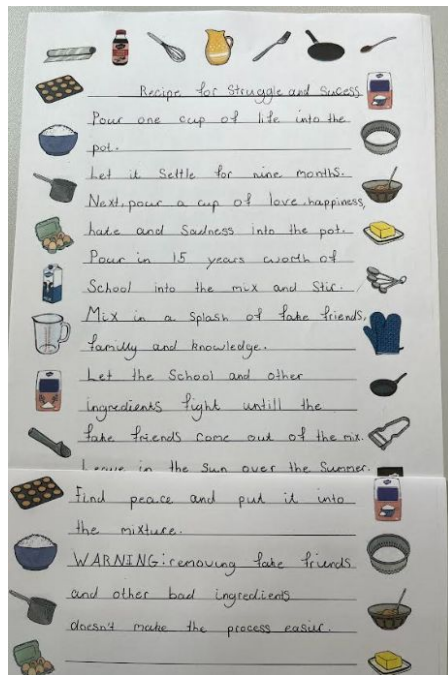 Recipe for Struggle and Sucess
Pour one cup of life into the
pot.
Let it Settle for nine months.
Next, pour a cup of love, happiness,
hate and Sadness into the pot.
Pour in 15 years worth of
School into the mix and Stir.
Mix in a splash of fake friends,
familly and knowledge.
Let the School and other
ingredients fight untill the
fake friends come out of the mix.
Leave in the Sun over the Summer.
Find peace and put it into
the mixture.
WARNING: removing fake friends
and other bad ingredients
doesn't make the process easier.